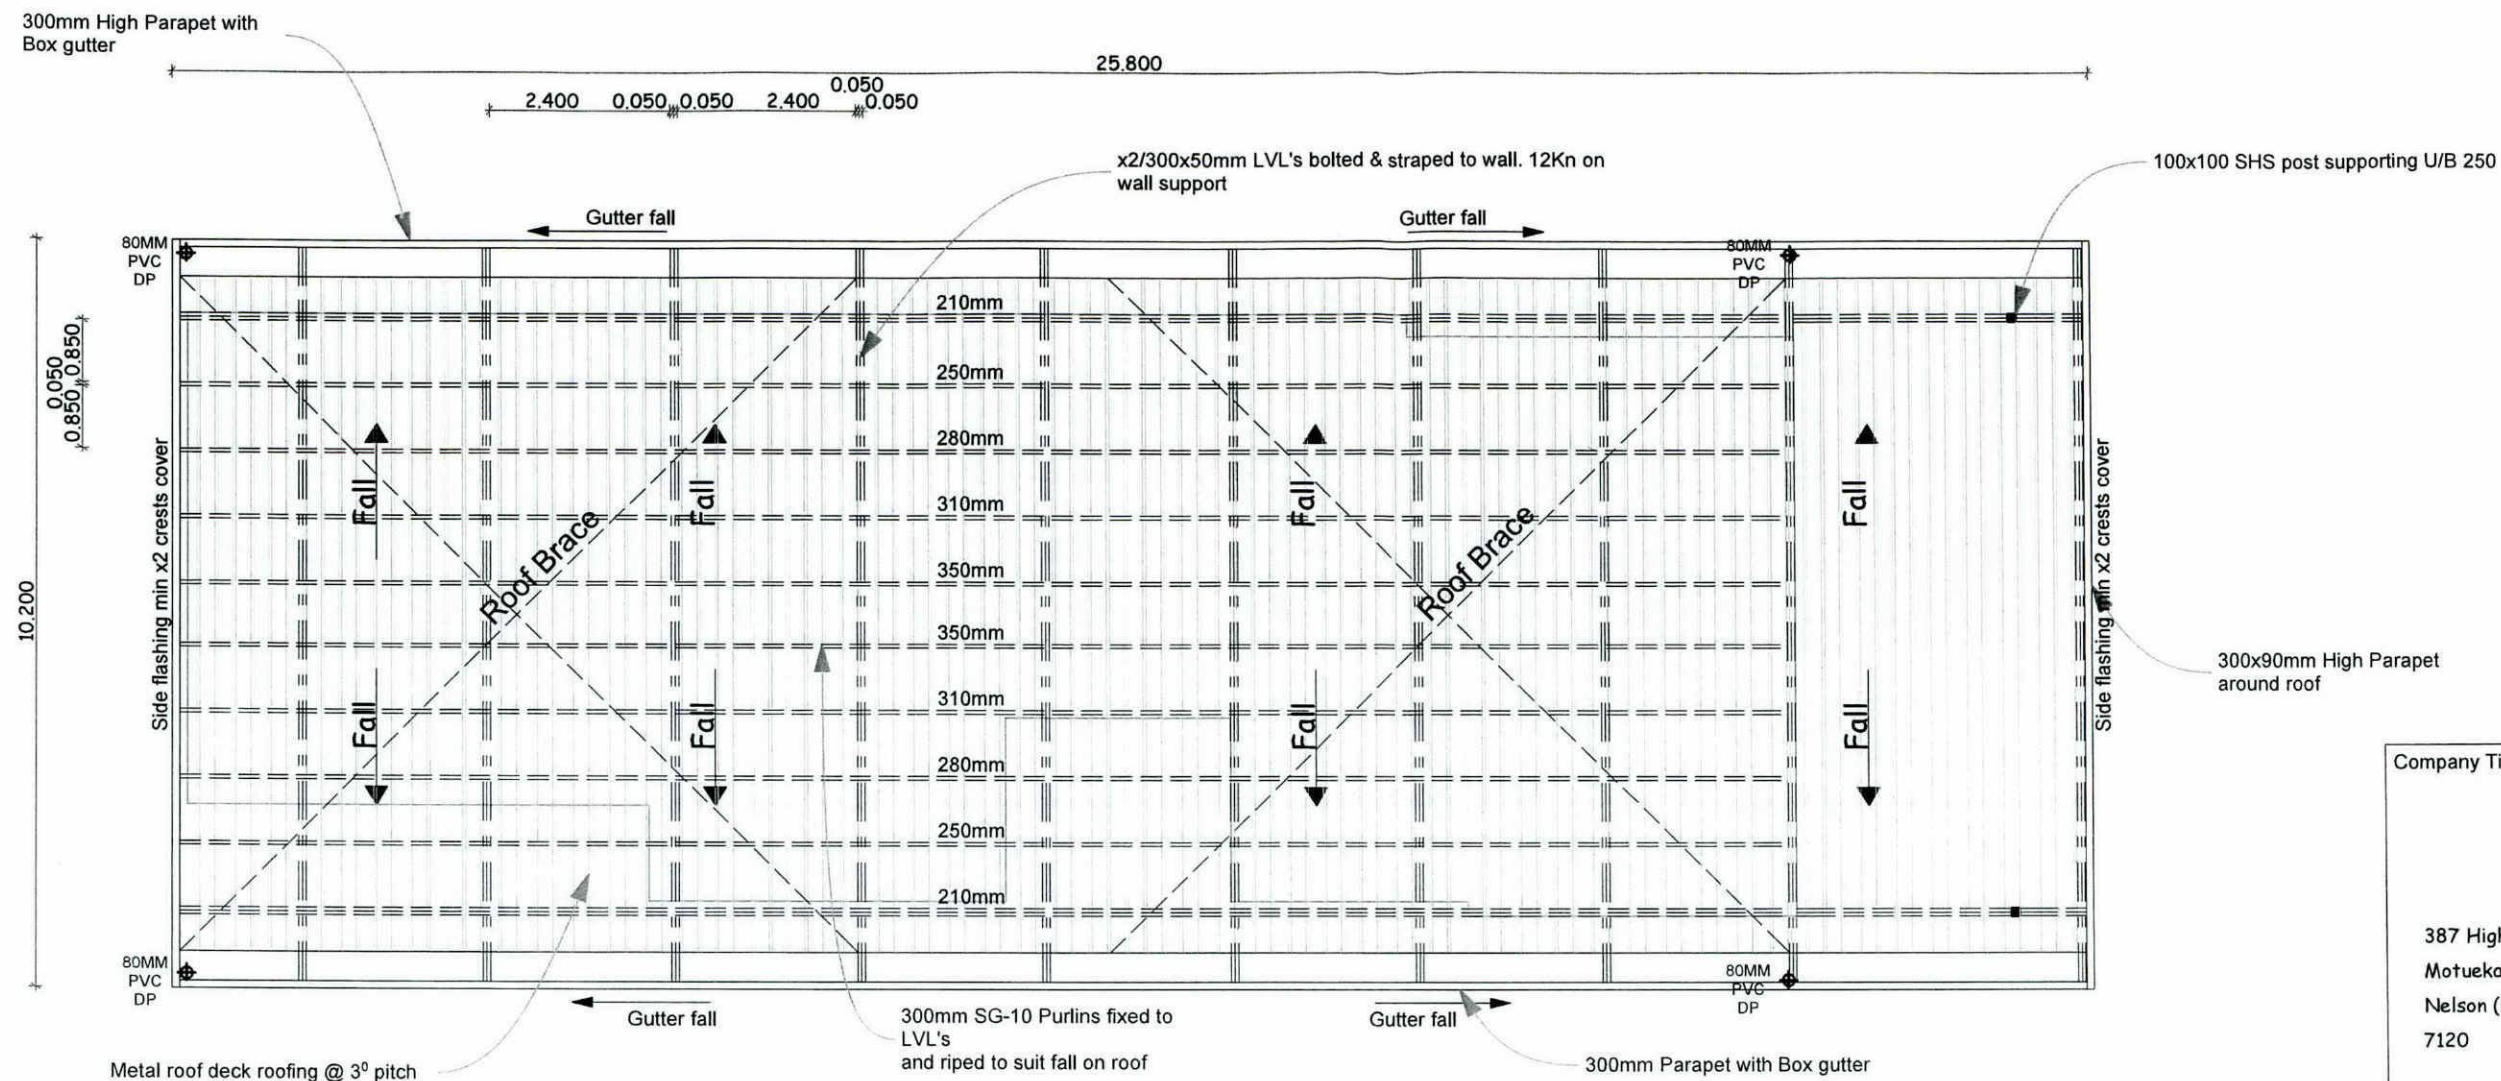 300mm High Parapet with
Box gutter
25.800
0.050
2.400
0.050
0.050
2.400
0.050
x2/300x50mm LVL's bolted & straped to wall. 12Kn on
wall support
100x100 SHS post supporting U/B 250
Gutter fall
Gutter fall
80MM
PVC
DP
80MM
PVC
DP
210mm
250mm
280mm
310mm
350mm
350mm
310mm
280mm
250mm
210mm
0.850
0.050
0.850
10.200
Side flashing min x2 crests cover
Fall
Fall
Fall
Fall
Roof Brace
Roof Brace
Fall
Fall
Fall
Fall
Side flashing min x2 crests cover
300x90mm High Parapet
around roof
Company Ti
387 High
Motueka
Nelson (
7120
80MM
PVC
DP
80MM
PVC
DP
Gutter fall
Gutter fall
300mm SG-10 Purlins fixed to
LVL's
and riped to suit fall on roof
300mm Parapet with Box gutter
Metal roof deck roofing @ 3⁰ pitch